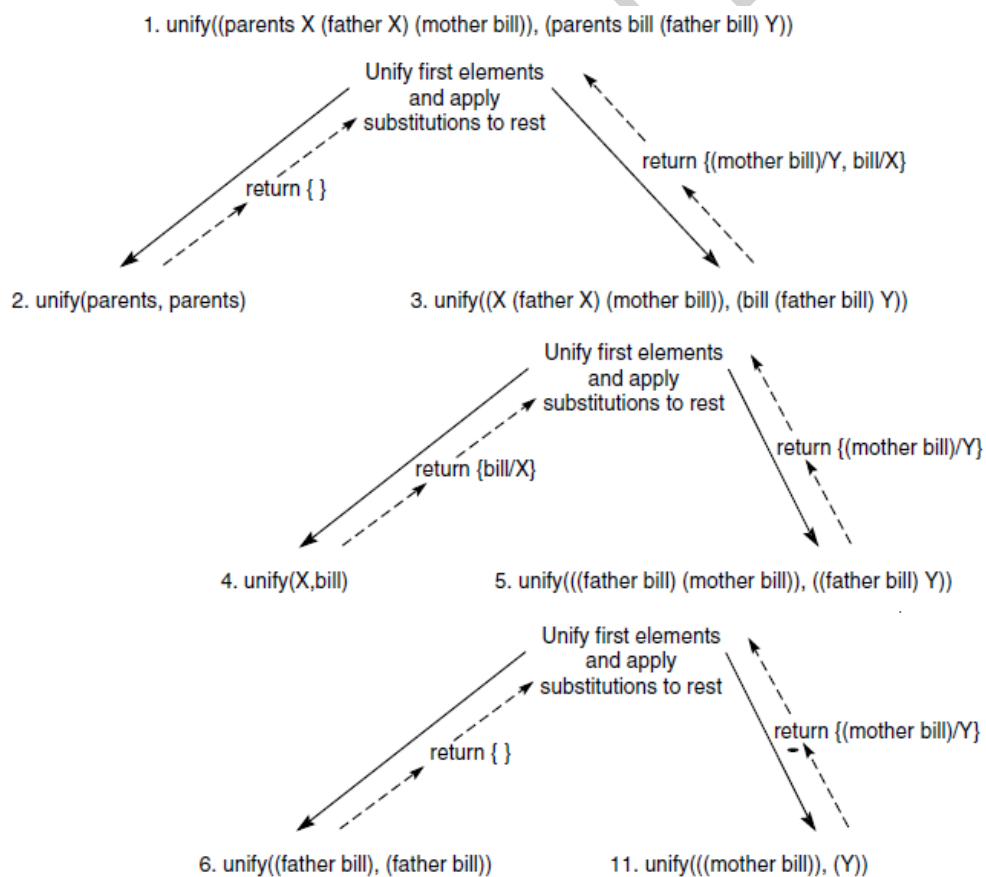 1. unify((parents X (father X) (mother bill)), (parents bill (father bill) Y))
Unify first elements
and apply
substitutions to rest
return { }
return {(mother bill)/Y, bill/X}
2. unify(parents, parents)
3. unify((X (father X) (mother bill)), (bill (father bill) Y))
Unify first elements
and apply
substitutions to rest
return {bill/X}
return {(mother bill)/Y}
4. unify(X,bill)
5. unify(((father bill) (mother bill)), ((father bill) Y))
Unify first elements
and apply
substitutions to rest
return { }
return {(mother bill)/Y}
6. unify((father bill), (father bill))
11. unify(((mother bill)), (Y))